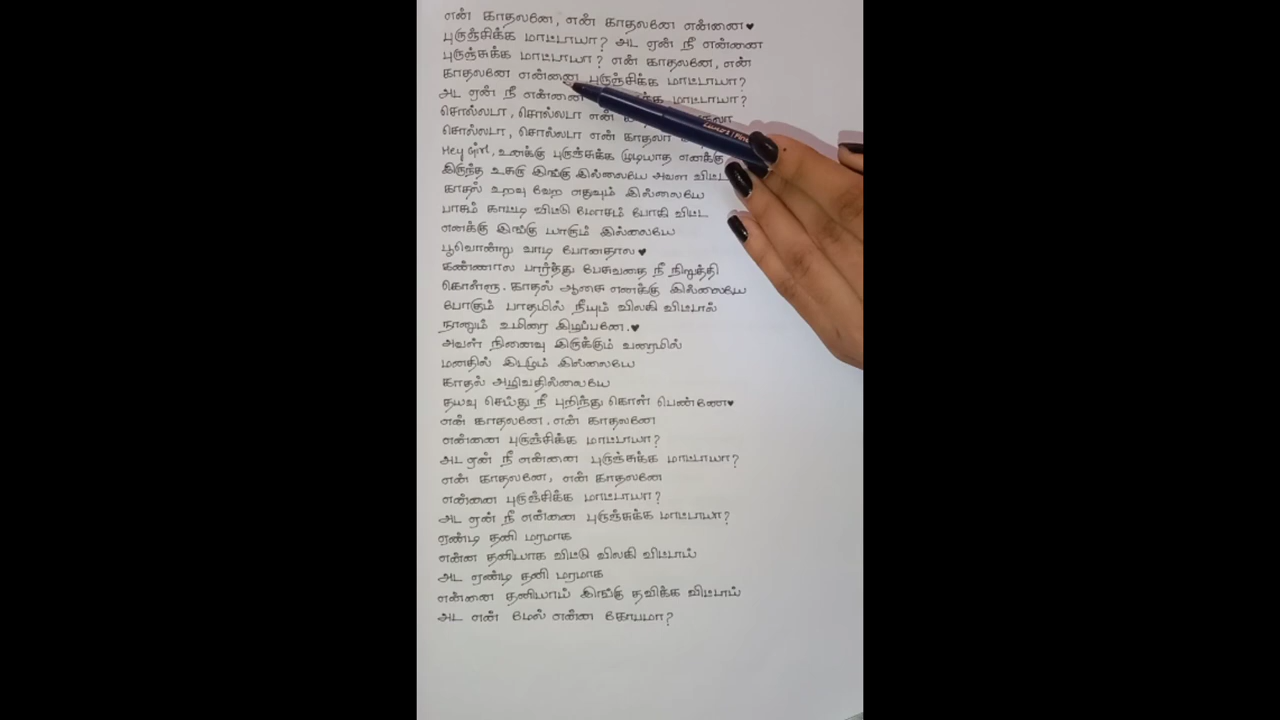 என் காதலனே, என் காதலனே என்னை♥
புருஞ்சிக்க மாட்டாயா? அட ஏன் நீ என்னை
புருஞ்சுக்க மாட்டாயா? என் காதலனே, என்
காதலனே என்னை புருஞ்சிக்க மாட்டாயா?
அட ஏன் நீ என்னை மாட்டாயா?
சொல்லடா, சொல்லடா என்
சொல்லடா, சொல்லடா என் காதலா
Hey Girl, உனக்கு புருஞ்சுக்க முடியாத எனக்கு
இருந்த உசுரு இங்கு இல்லையே அவள விட்ட
காதல் உறவு வேற எதுவும் இல்லையே
பாசம் காட்டி விட்டு மோசம் போகி விட்ட
எனக்கு இங்கு யாரும் இல்லையே
பூவொன்று வாடி போனதால♥
கண்ணால பார்த்து பேசுவதை நீ நிறுத்தி
கொள்ளு. காதல் ஆசை எனக்கு இல்லையே
போகும் பாதயில் நீயும் விலகி விட்டால்
நானும் உயிரை இழப்பனே.♥
அவள் நினைவு இருக்கும் வரையில்
மனதில் இடமும் இல்லையே
காதல் அழிவதில்லையே
தயவு செய்து நீ புறிந்து கொள் பெண்ணே♥
என் காதலனே, என் காதலனே
என்னை புருஞ்சிக்க மாட்டாயா?
அட ஏன் நீ என்னை புருஞ்சுக்க மாட்டாயா?
என் காதலனே, என் காதலனே
என்னை புருஞ்சிக்க மாட்டாயா?
அட ஏன் நீ என்னை புருஞ்சுக்க மாட்டாயா?
ஏண்டி தனி மரமாக
என்ன தனியாக விட்டு விலகி விட்டாய்
அட ஏண்டி தனி மரமாக
என்னை தனியாய் இங்கு தவிக்க விட்டாய்
அட என் மேல் என்ன கோபமா?